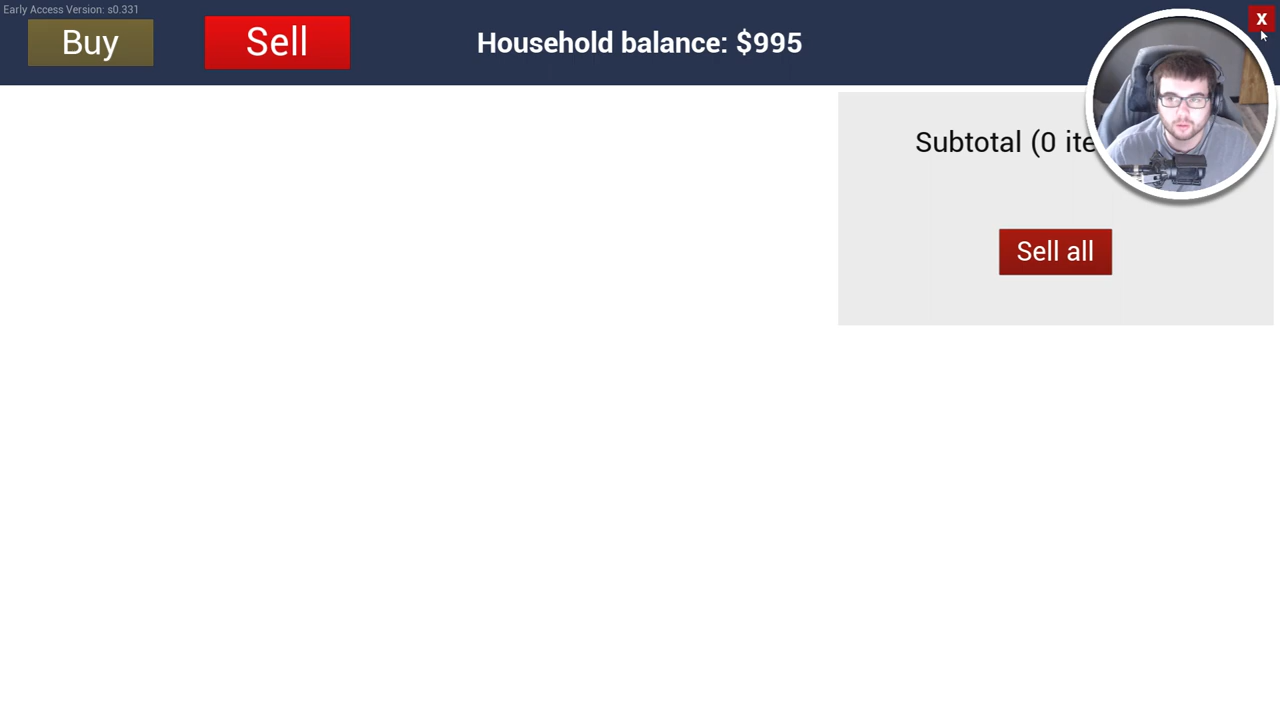 Early Access Version: s0.331
Buy
Sell
Household balance: $995
X
Subtotal (0 ite
Sell all